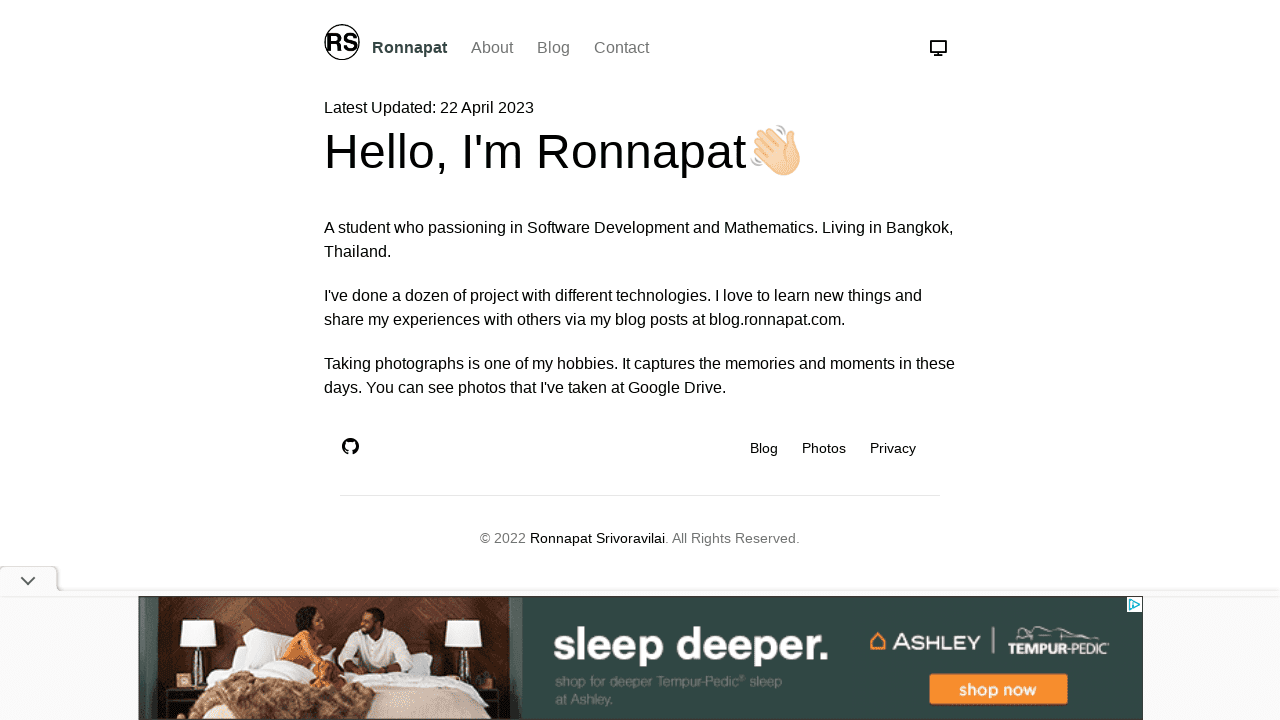 RS
Ronnapat About Blog Contact
Latest Updated: 22 April 2023
Hello, I'm Ronnapat👋🏻
A student who passioning in Software Development and Mathematics. Living in Bangkok,
Thailand.
I've done a dozen of project with different technologies. I love to learn new things and
share my experiences with others via my blog posts at blog.ronnapat.com.
Taking photographs is one of my hobbies. It captures the memories and moments in these
days. You can see photos that I've taken at Google Drive.
Blog Photos Privacy
© 2022 Ronnapat Srivoravilai. All Rights Reserved.
sleep deeper.
shop for deeper Tempur-Pedic® sleep
at Ashley.
ASHLEY | TEMPUR-PEDIC®
shop now